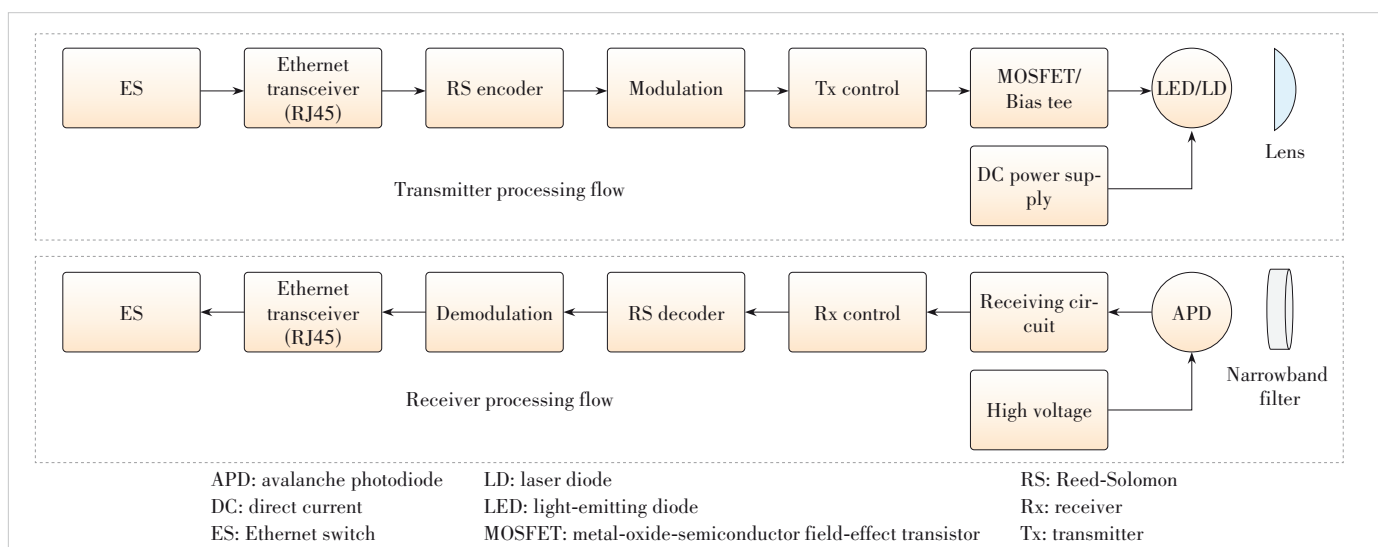 ES
Ethernet
transceiver
(RJ45)
RS encoder
Modulation
Tx control
MOSFET/
Bias tee
LED/LD
Lens
DC power sup-
ply
Transmitter processing flow
ES
Ethernet
transceiver
(RJ45)
Demodulation
RS decoder
Rx control
Receiving cir-
cuit
APD
Narrowband
filter
High voltage
Receiver processing flow
APD: avalanche photodiode
DC: direct current
ES: Ethernet switch
LD: laser diode
LED: light-emitting diode
MOSFET: metal-oxide-semiconductor field-effect transistor
RS: Reed-Solomon
Rx: receiver
Tx: transmitter